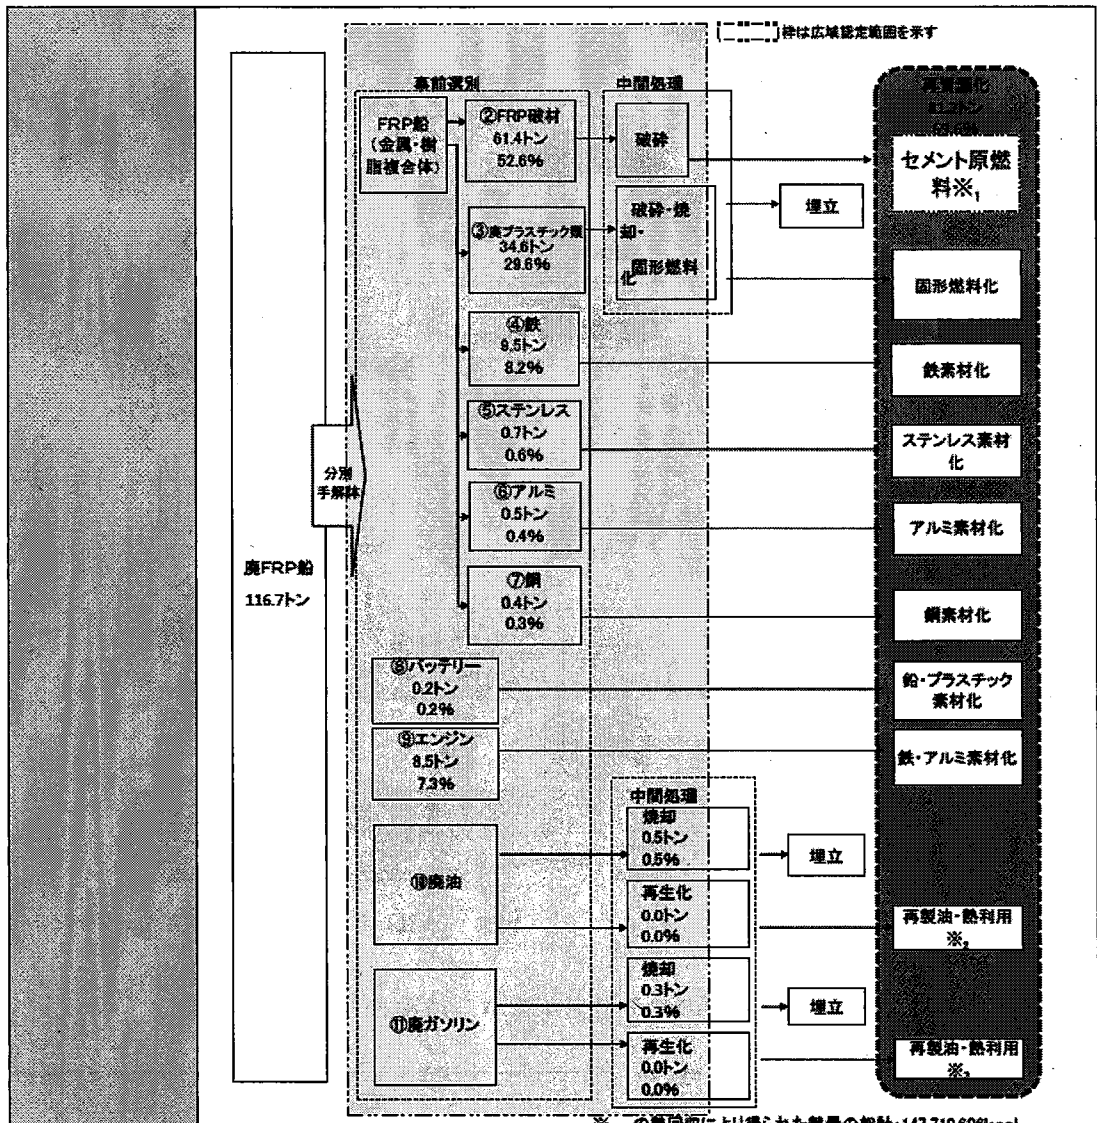 枠は広域認定範囲を示す
事前選別
中間処理
FRP船
(金属・樹
脂複合体)
②FRP破材
61.4トン
52.6%
破砕
再資源化
セメント原燃
料※1
③廃プラスチック類
34.6トン
29.6%
破砕・焼
却・
固形燃料
化
埋立
固形燃料化
④鉄
9.5トン
8.2%
鉄素材化
⑤ステンレス
0.7トン
0.6%
ステンレス素材
化
分別
手解体
⑥アルミ
0.5トン
0.4%
アルミ素材化
廃FRP船
116.7トン
⑦銅
0.4トン
0.3%
銅素材化
⑧バッテリー
0.2トン
0.2%
鉛・プラスチック
素材化
⑨エンジン
8.5トン
7.3%
鉄・アルミ素材化
中間処理
⑩廃油
焼却
0.5トン
0.5%
埋立
再生化
0.0トン
0.0%
再製油・熱利用
※2
⑪廃ガソリン
焼却
0.3トン
0.3%
埋立
再生化
0.0トン
0.0%
再製油・熱利用